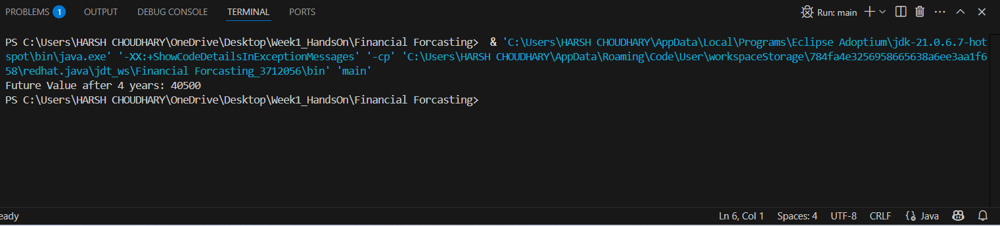 PROBLEMS 1 OUTPUT DEBUG CONSOLE TERMINAL PORTS Run: main
PS C:\Users\HARSH CHOUDHARY\OneDrive\Desktop\Week1_HandsOn\Financial Forcasting>  & 'C:\Users\HARSH CHOUDHARY\AppData\Local\Programs\Eclipse Adoptium\jdk-21.0.6.7-hot
spot\bin\java.exe' '-XX:+ShowCodeDetailsInExceptionMessages' '-cp' 'C:\Users\HARSH CHOUDHARY\AppData\Roaming\Code\User\workspaceStorage\784fa4e3256958665638a6ee3aa1f6
58\redhat.java\jdt_ws\Financial Forcasting_3712056\bin' 'main'
Future Value after 4 years: 40500
PS C:\Users\HARSH CHOUDHARY\OneDrive\Desktop\Week1_HandsOn\Financial Forcasting>
eady Ln 6, Col 1 Spaces: 4 UTF-8 CRLF Java